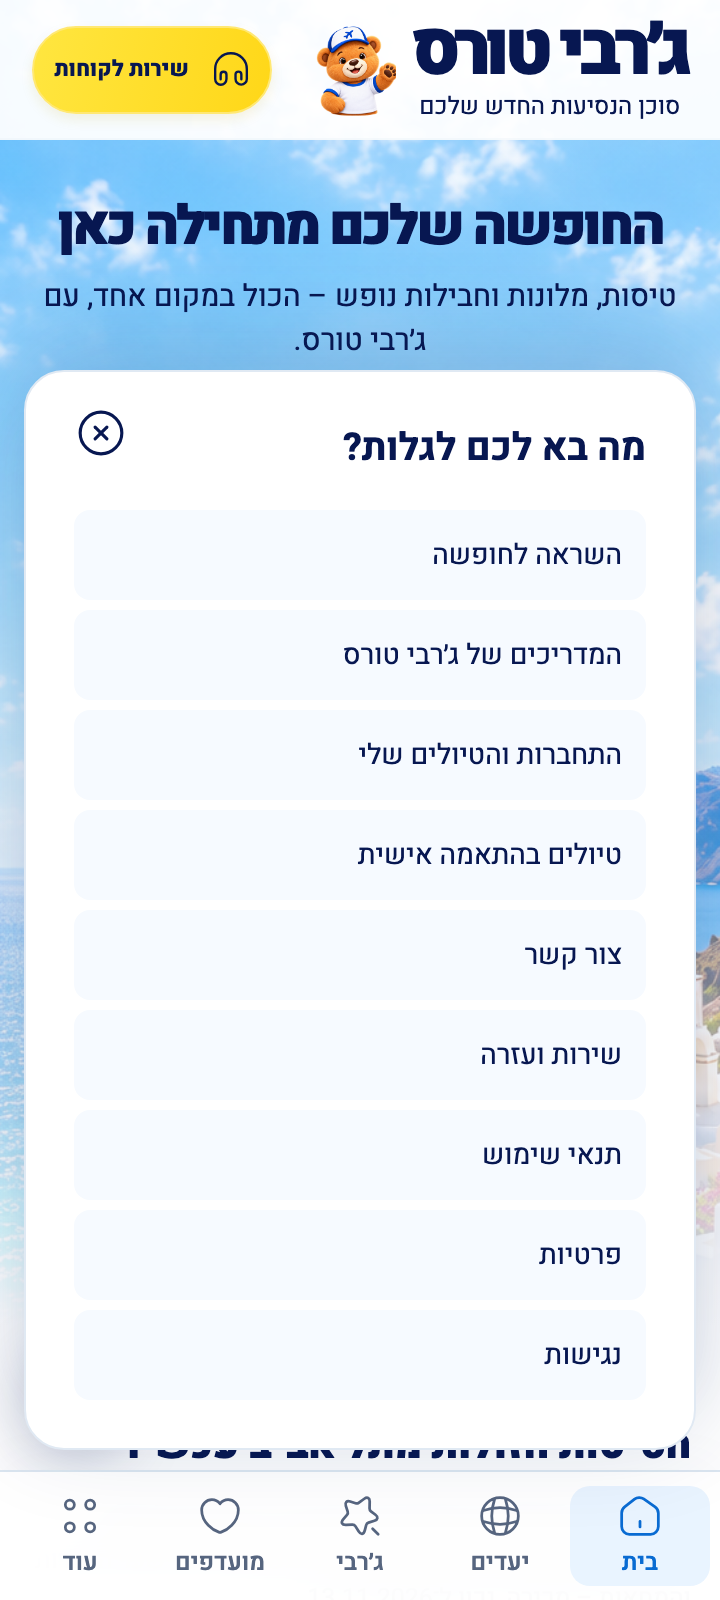 ג'רבי טורס
סוכן הנסיעות החדש שלכם
שירות לקוחות
החופשה שלכם מתחילה כאן
טיסות, מלונות וחבילות נופש – הכול במקום אחד, עם
ג'רבי טורס.
מה בא לכם לגלות?
השראה לחופשה
המדריכים של ג'רבי טורס
התחברות והטיולים שלי
טיולים בהתאמה אישית
צור קשר
שירות ועזרה
תנאי שימוש
פרטיות
נגישות
בית
יעדים
ג'רבי
מועדפים
עוד